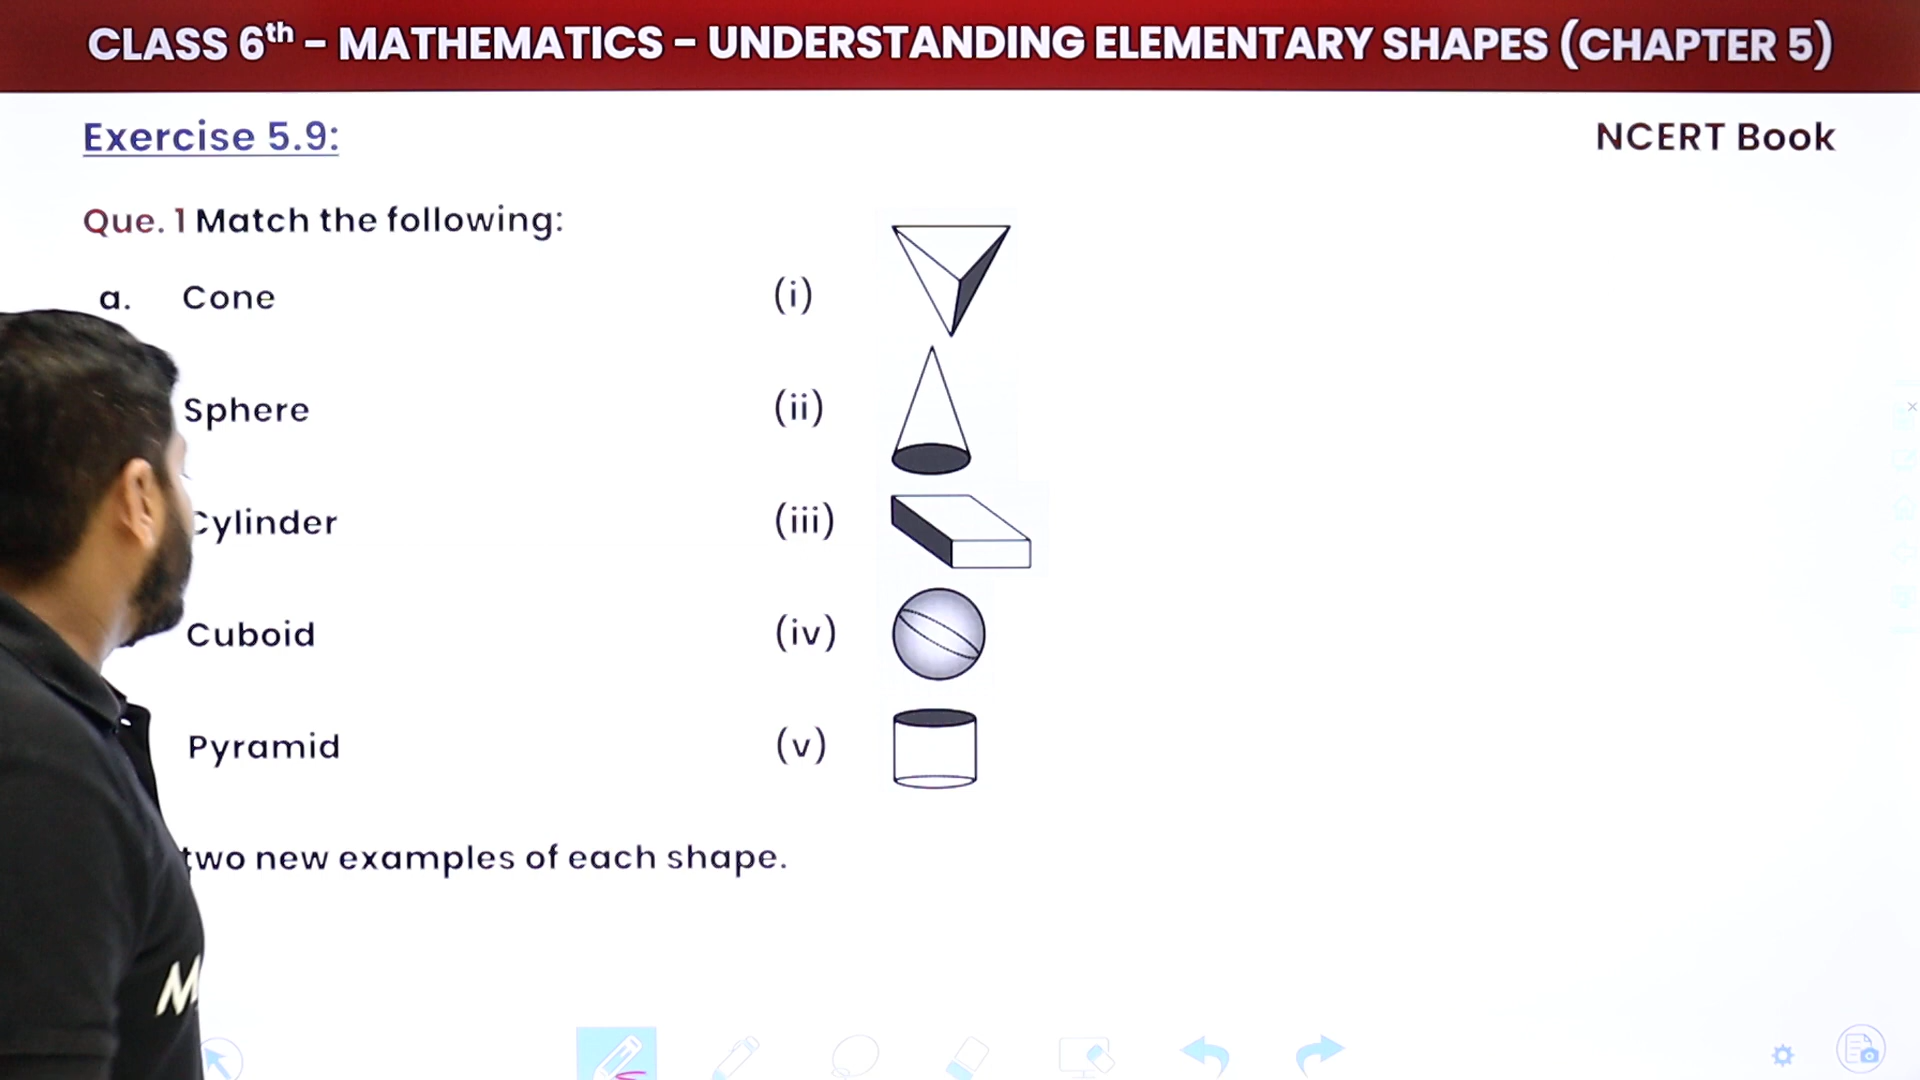 CLASS 6th – MATHEMATICS – UNDERSTANDING ELEMENTARY SHAPES (CHAPTER 5)
Exercise 5.9: NCERT Book
Que. 1 Match the following:
a. Cone (i)
Sphere (ii)
Cylinder (iii)
Cuboid (iv)
Pyramid (v)
two new examples of each shape.